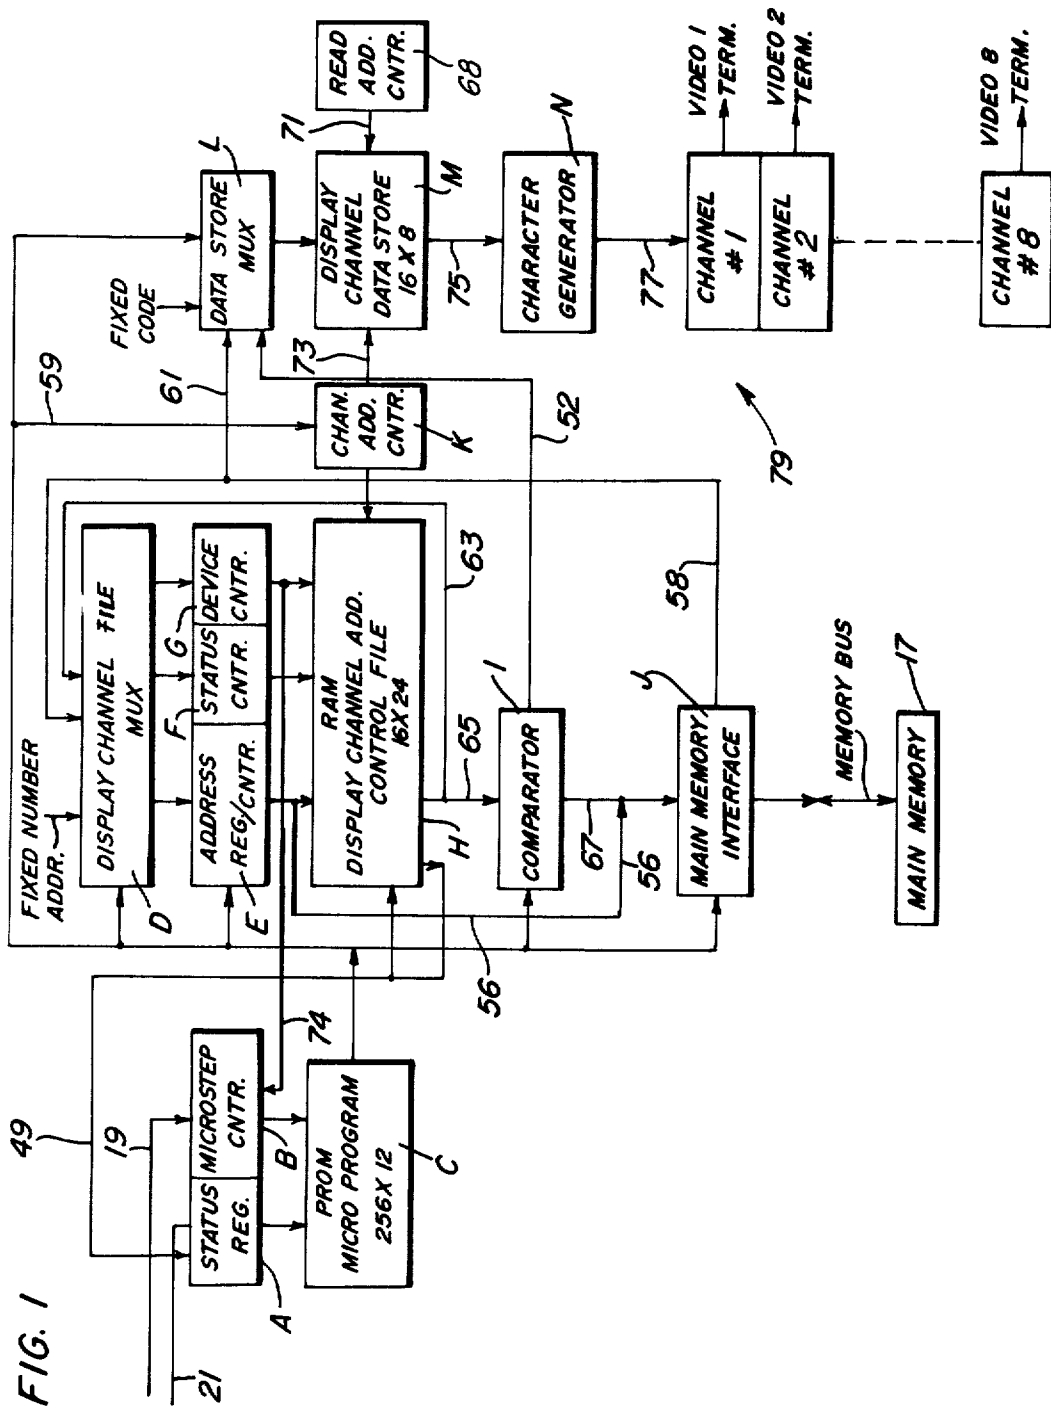 FIG. 1
21
19
49
STATUS
REG.
MICROSTEP
CNTR.
A
B
PROM
MICRO PROGRAM
256 X 12
C
74
FIXED NUMBER
ADDR.
DISPLAY CHANNEL FILE
MUX
D
ADDRESS
REG/CNTR.
STATUS
CNTR.
DEVICE
CNTR.
E
F
G
RAM
DISPLAY CHANNEL ADD.
CONTROL FILE
16 X 24
H
56
65
63
COMPARATOR
I
67
56
52
MAIN MEMORY
INTERFACE
J
58
MEMORY BUS
MAIN MEMORY
17
59
61
FIXED
CODE
DATA STORE
MUX
L
CHAN.
ADD.
CNTR.
K
73
DISPLAY
CHANNEL
DATA STORE
16 X 8
M
71
READ
ADD.
CNTR.
68
75
CHARACTER
GENERATOR
N
77
CHANNEL
#1
CHANNEL
#2
CHANNEL
#8
VIDEO 1
TERM.
VIDEO 2
TERM.
VIDEO 8
TERM.
79